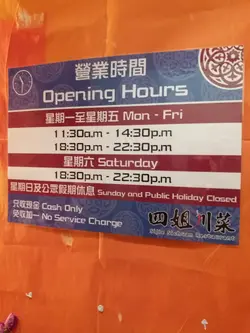 營業時間
Opening Hours
星期一至星期五 Mon - Fri
11:30a.m - 14:30p.m
18:30p.m - 22:30p.m
星期六 Saturday
18:30p.m - 22:30p.m
星期日及公眾假期休息 Sunday and Public Holiday Closed
只收現金 Cash Only
免收加一 No Service Charge
四姐川菜
Sijie Sichuan Restaurant